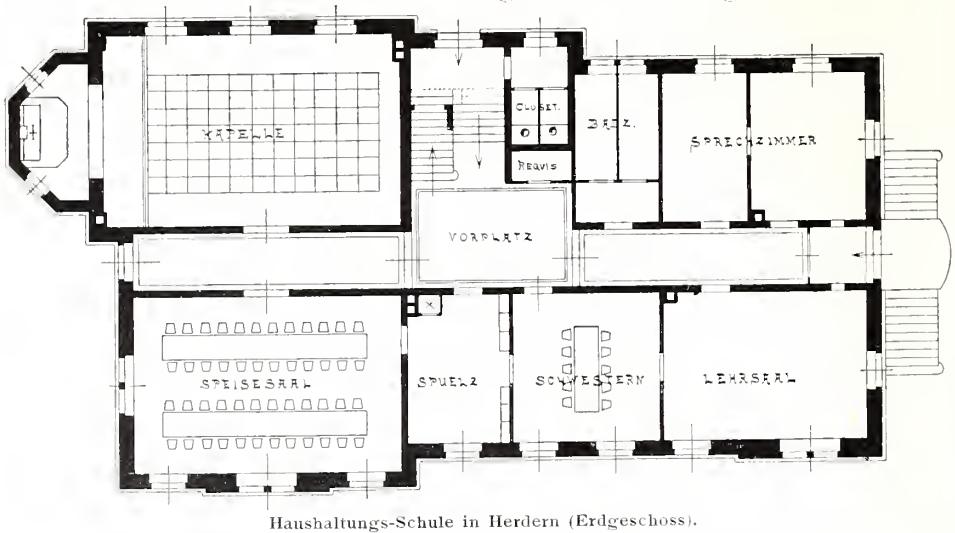 KAPELLE
CLOSET.
REQUIS
BADZ.
SPRECHZIMMER
VORPLATZ
SPEISESAAL
SPUELZ
SCHWESTERN
LEHRSAAL
Haushaltungs-Schule in Herdern (Erdgeschoss).